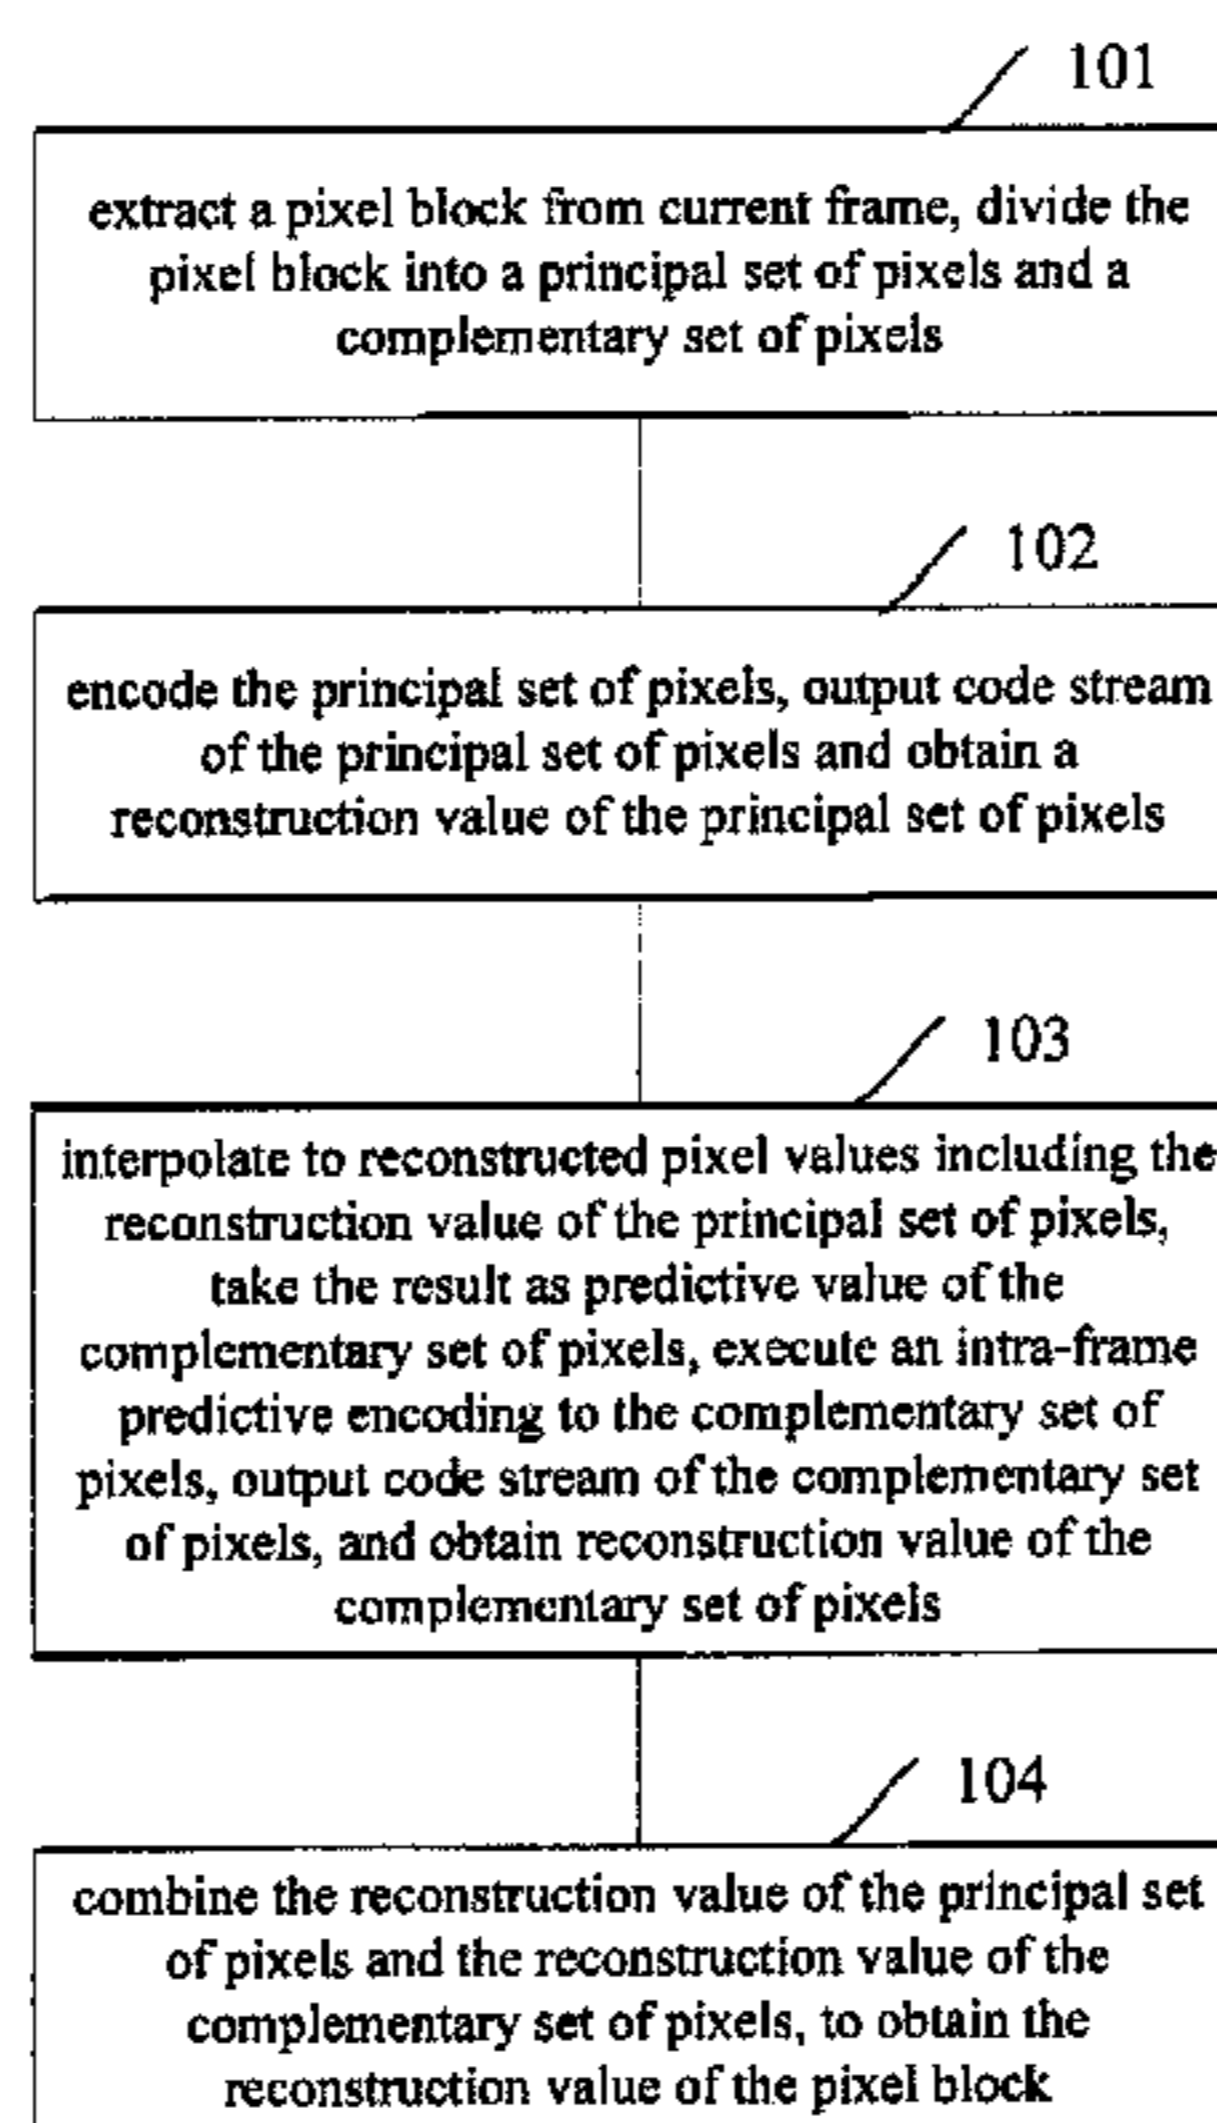 101
extract a pixel block from current frame, divide the
pixel block into a principal set of pixels and a
complementary set of pixels
102
encode the principal set of pixels, output code stream
of the principal set of pixels and obtain a
reconstruction value of the principal set of pixels
103
interpolate to reconstructed pixel values including the
reconstruction value of the principal set of pixels,
take the result as predictive value of the
complementary set of pixels, execute an intra-frame
predictive encoding to the complementary set of
pixels, output code stream of the complementary set
of pixels, and obtain reconstruction value of the
complementary set of pixels
104
combine the reconstruction value of the principal set
of pixels and the reconstruction value of the
complementary set of pixels, to obtain the
reconstruction value of the pixel block